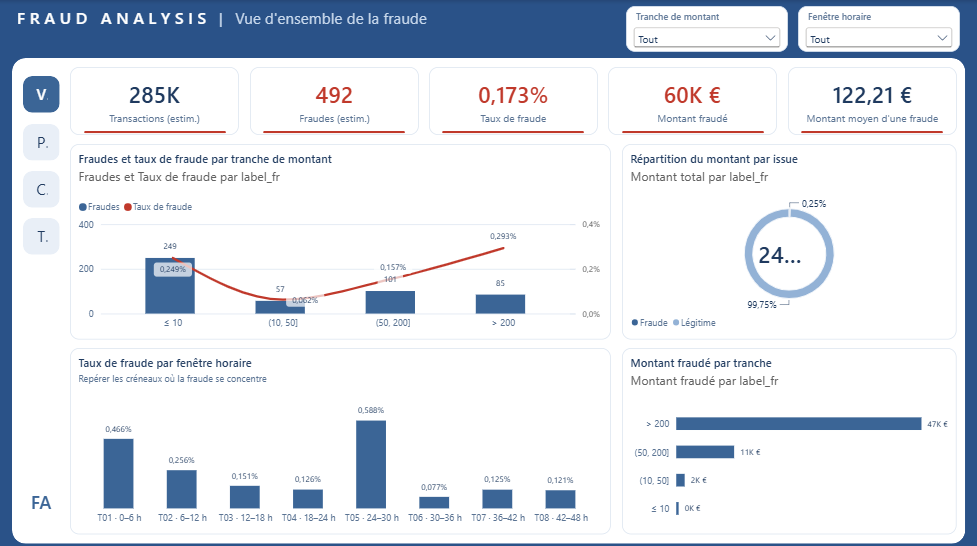 FRAUD ANALYSIS | Vue d'ensemble de la fraude
Tranche de montant
Tout
Fenêtre horaire
Tout
V.
P.
C.
T.
FA
285K
Transactions (estim.)
492
Fraudes (estim.)
0,173%
Taux de fraude
60K €
Montant fraudé
122,21 €
Montant moyen d'une fraude
Fraudes et taux de fraude par tranche de montant
Fraudes et Taux de fraude par label_fr
Fraudes Taux de fraude
400
200
0
0,4%
0,2%
0,0%
249
0,249%
57
0,062%
0,157%
101
0,293%
85
≤ 10
(10, 50]
(50, 200]
> 200
Répartition du montant par issue
Montant total par label_fr
0,25%
24...
99,75%
Fraude Légitime
Taux de fraude par fenêtre horaire
Repérer les créneaux où la fraude se concentre
0,466%
0,256%
0,151%
0,126%
0,588%
0,077%
0,125%
0,121%
T01 · 0–6 h
T02 · 6–12 h
T03 · 12–18 h
T04 · 18–24 h
T05 · 24–30 h
T06 · 30–36 h
T07 · 36–42 h
T08 · 42–48 h
Montant fraudé par tranche
Montant fraudé par label_fr
> 200 47K €
(50, 200] 11K €
(10, 50] 2K €
≤ 10 0K €